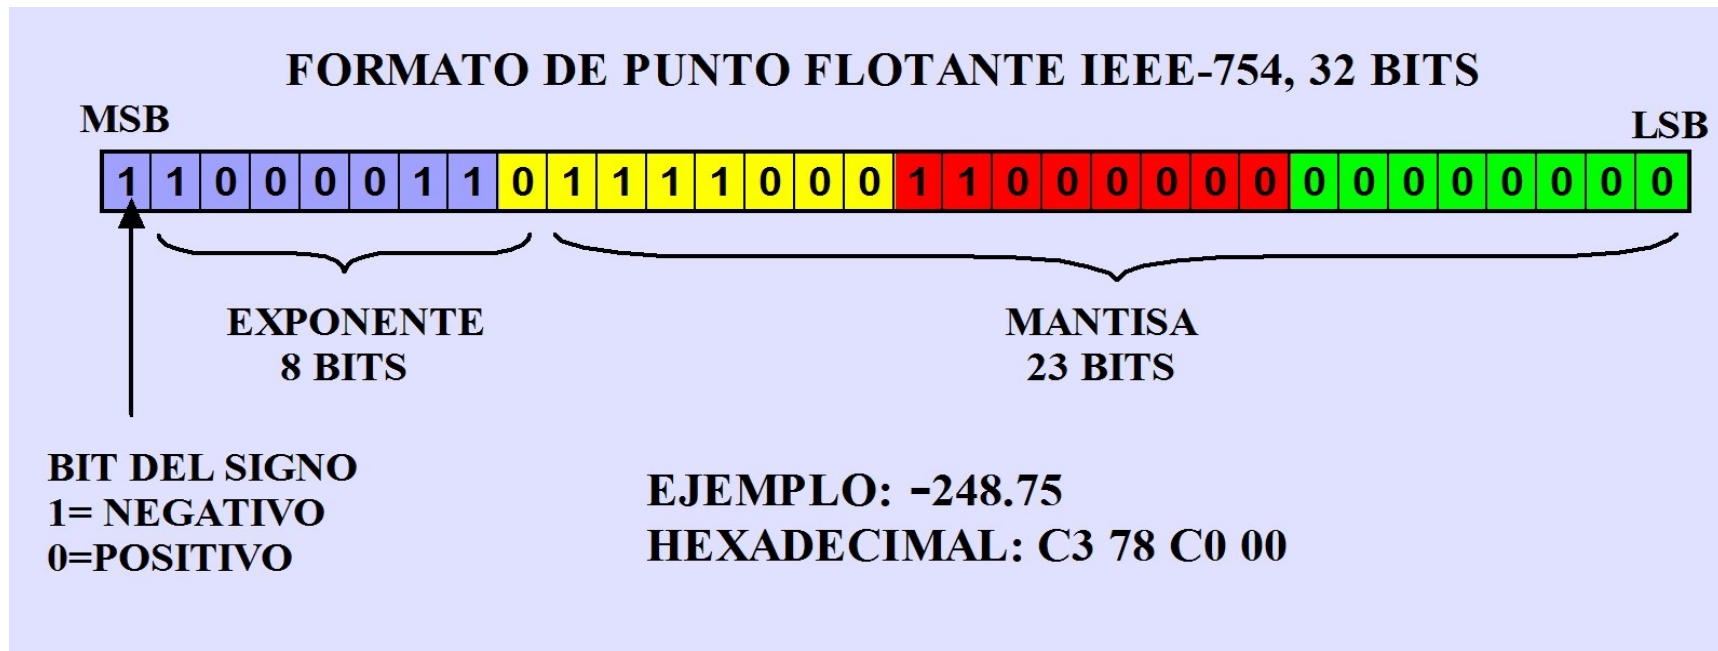 FORMATO DE PUNTO FLOTANTE IEEE-754, 32 BITS
MSB LSB
1 1 0 0 0 0 1 1 0 1 1 1 1 0 0 0 1 1 0 0 0 0 0 0 0 0 0 0 0 0 0 0
EXPONENTE
8 BITS
MANTISA
23 BITS
BIT DEL SIGNO
1= NEGATIVO
0=POSITIVO
EJEMPLO: -248.75
HEXADECIMAL: C3 78 C0 00